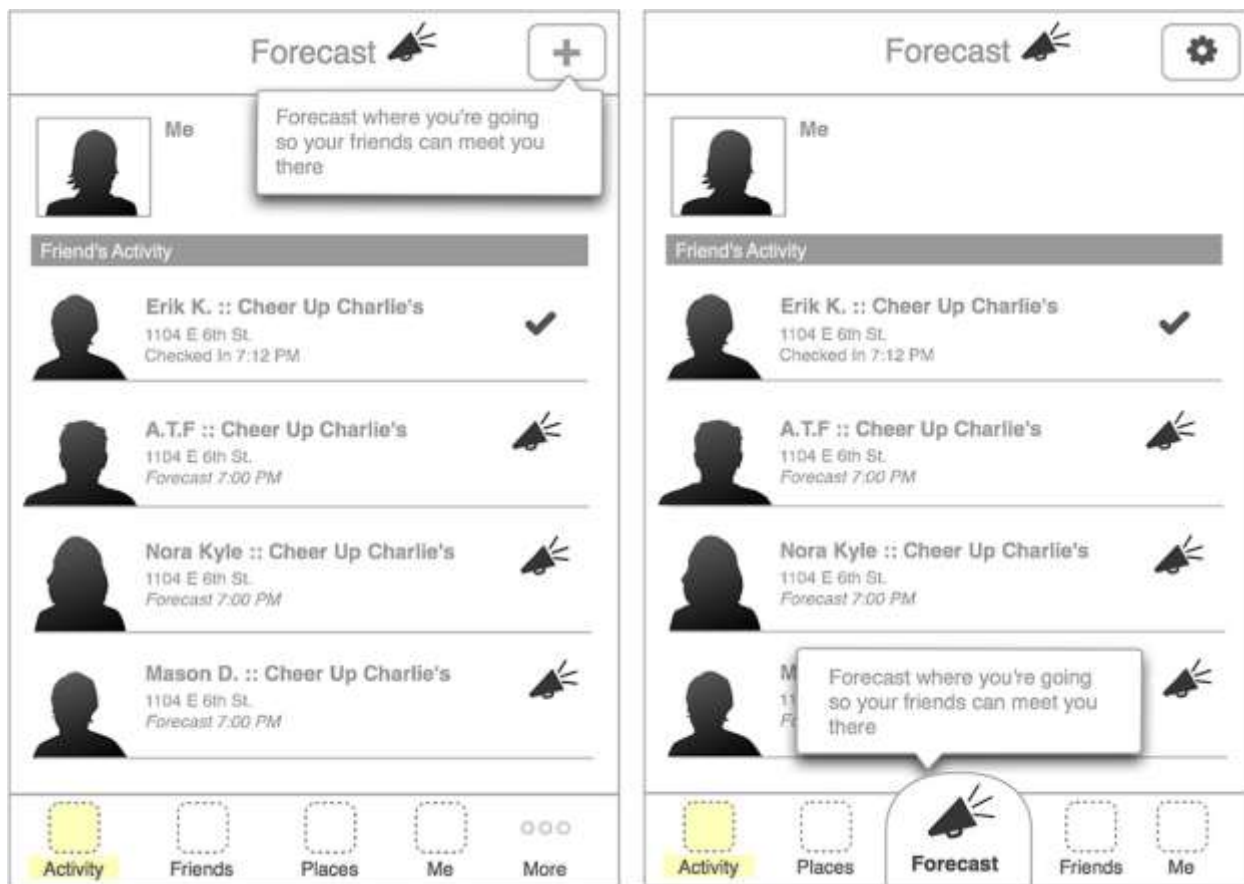 Forecast
Forecast where you're going
so your friends can meet you
there
Me
Friend's Activity
Erik K. :: Cheer Up Charlie's
1104 E 6th St.
Checked In 7:12 PM
A.T.F :: Cheer Up Charlie's
1104 E 6th St.
Forecast 7:00 PM
Nora Kyle :: Cheer Up Charlie's
1104 E 6th St.
Forecast 7:00 PM
Mason D. :: Cheer Up Charlie's
1104 E 6th St.
Forecast 7:00 PM
Activity Friends Places Me More
Forecast
Me
Friend's Activity
Erik K. :: Cheer Up Charlie's
1104 E 6th St.
Checked In 7:12 PM
A.T.F :: Cheer Up Charlie's
1104 E 6th St.
Forecast 7:00 PM
Nora Kyle :: Cheer Up Charlie's
1104 E 6th St.
Forecast 7:00 PM
M
11
F
Forecast where you're going
so your friends can meet you
there
Activity Places Forecast Friends Me